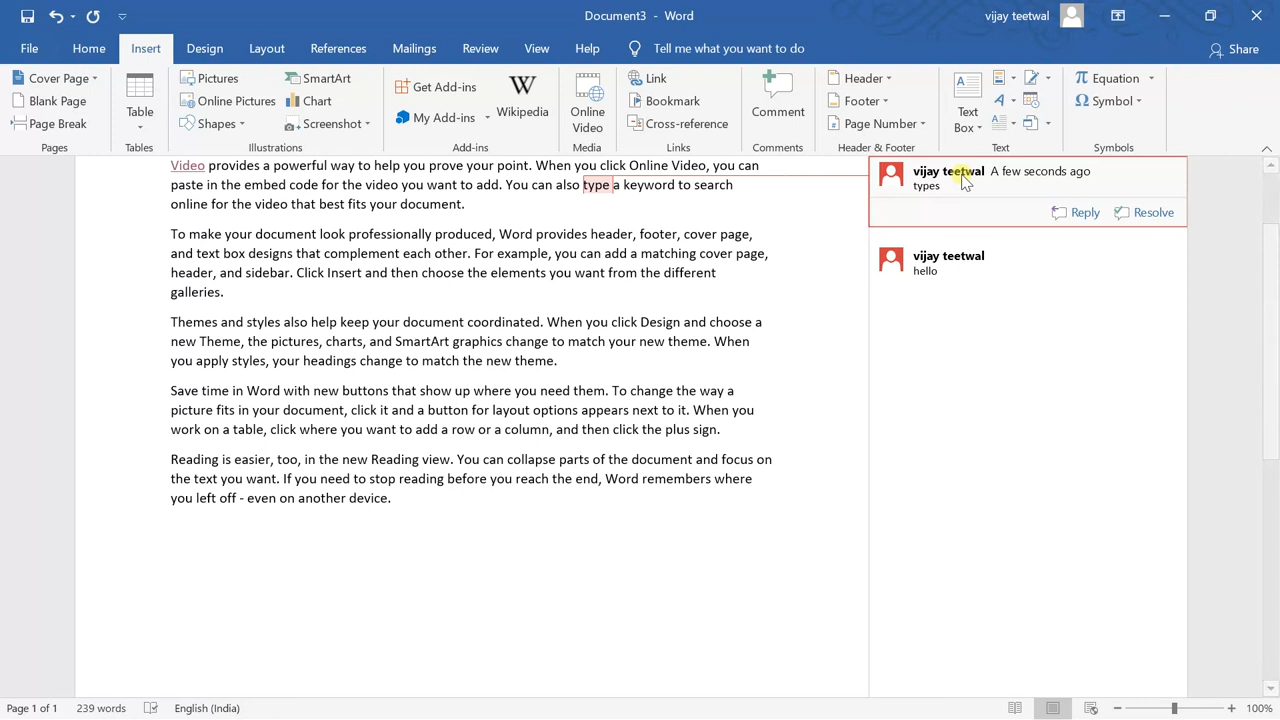 Document3 - Word
vijay teetwal
File Home Insert Design Layout References Mailings Review View Help Tell me what you want to do Share
Cover Page
Blank Page
Page Break
Pages
Table
Tables
Pictures
Online Pictures
Shapes
SmartArt
Chart
Screenshot
Illustrations
Get Add-ins
My Add-ins
W
Wikipedia
Add-ins
Online
Video
Media
Link
Bookmark
Cross-reference
Links
Comment
Comments
Header
Footer
Page Number
Header & Footer
Text
Box
Text
Equation
Symbol
Symbols
Video provides a powerful way to help you prove your point. When you click Online Video, you can
paste in the embed code for the video you want to add. You can also type a keyword to search
online for the video that best fits your document.
To make your document look professionally produced, Word provides header, footer, cover page,
and text box designs that complement each other. For example, you can add a matching cover page,
header, and sidebar. Click Insert and then choose the elements you want from the different
galleries.
Themes and styles also help keep your document coordinated. When you click Design and choose a
new Theme, the pictures, charts, and SmartArt graphics change to match your new theme. When
you apply styles, your headings change to match the new theme.
Save time in Word with new buttons that show up where you need them. To change the way a
picture fits in your document, click it and a button for layout options appears next to it. When you
work on a table, click where you want to add a row or a column, and then click the plus sign.
Reading is easier, too, in the new Reading view. You can collapse parts of the document and focus on
the text you want. If you need to stop reading before you reach the end, Word remembers where
you left off - even on another device.
vijay teetwal A few seconds ago
types
Reply Resolve
vijay teetwal
hello
Page 1 of 1 239 words English (India) 100%